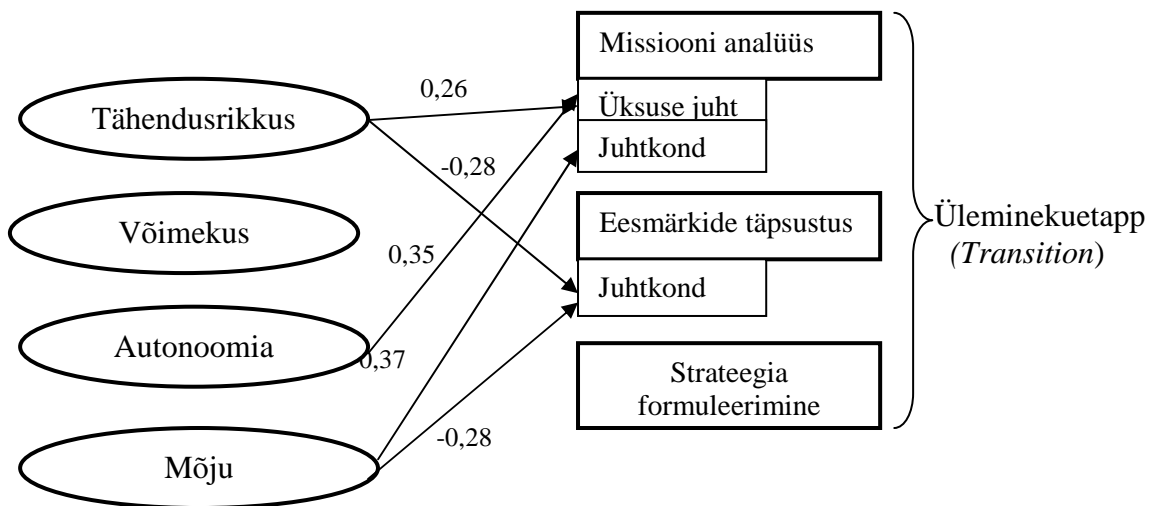 Missiooni analüüs
0,26
Tähendusrikkus
Üksuse juht
Juhtkond
-0,28
Võimekus
Eesmärkide täpsustus
Üleminekuetapp
(Transition)
0,35
Juhtkond
Autonoomia
0,37
Strateegia
formuleerimine
-0,28
Mõju